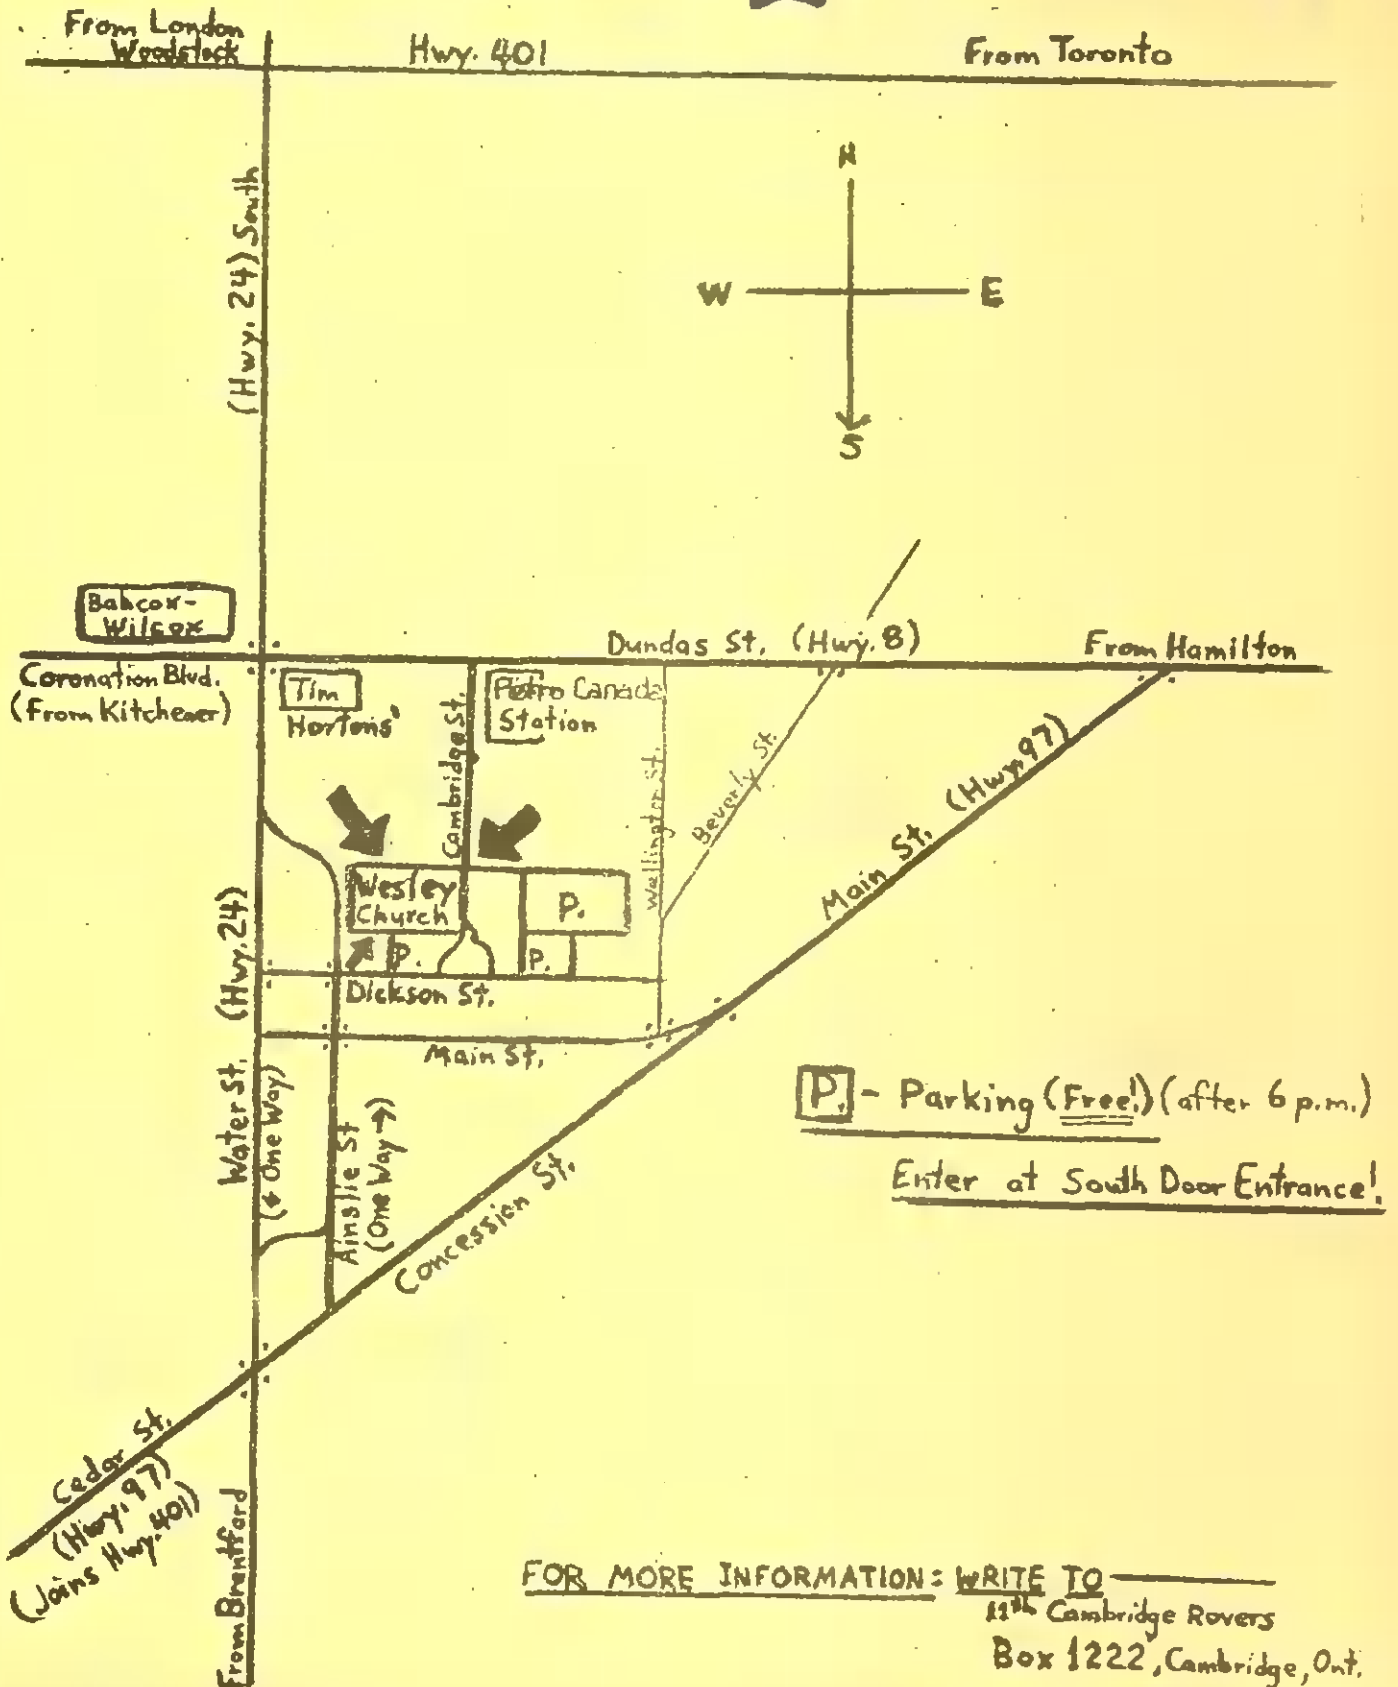 From London
Woodstock
Hwy. 401
From Toronto
(Hwy. 24) South
N
W
E
S
Babcox-
Wilcox
Dundas St. (Hwy. 8)
From Hamilton
Coronation Blvd.
(From Kitchener)
Tim
Hortons'
Cambridge St.
Petro Canada
Station
Wellington St.
Beverly St.
Main St. (Hwy. 97)
Wesley
Church
P.
P.
P.
Dickson St.
Main St.
Water St. (Hwy. 24)
(← One Way)
Ainslie St
(One Way →)
Concession St.
P. - Parking (Free!) (after 6 p.m.)
Enter at South Door Entrance!
Cedar St.
(Hwy. 97)
(Joins Hwy. 401)
From Brantford
FOR MORE INFORMATION: WRITE TO
11th Cambridge Rovers
Box 1222, Cambridge, Ont.